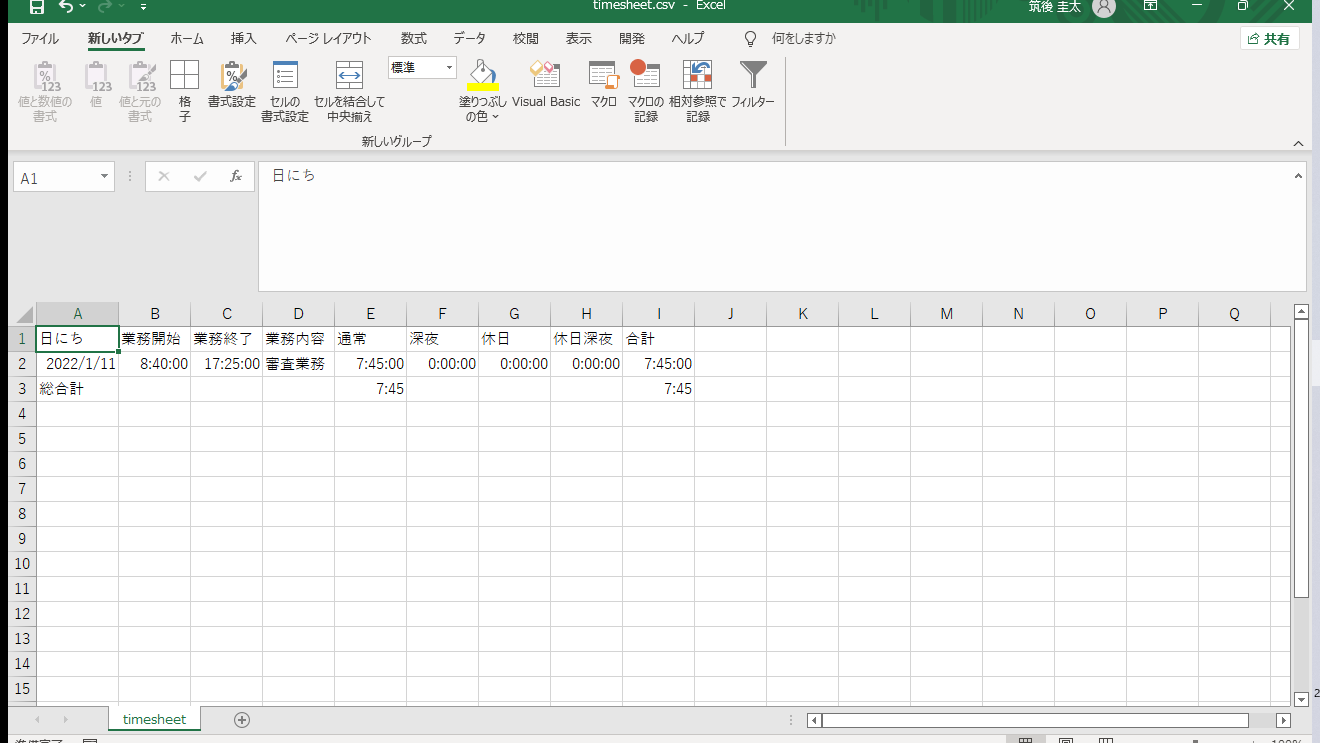 timesheet.csv - Excel
筑後 圭太
ファイル 新しいタブ ホーム 挿入 ページ レイアウト 数式 データ 校閲 表示 開発 ヘルプ 何をしますか 共有
値と数値の書式 値 値と元の書式 格子 書式設定 セルの書式設定 セルを結合して中央揃え 標準 塗りつぶしの色 Visual Basic マクロ マクロの記録 相対参照で記録 フィルター
新しいグループ
A1 fx 日にち
A B C D E F G H I J K L M N O P Q
1 日にち 業務開始 業務終了 業務内容 通常 深夜 休日 休日深夜 合計
2 2022/1/11 8:40:00 17:25:00 審査業務 7:45:00 0:00:00 0:00:00 0:00:00 7:45:00
3 総合計 7:45 7:45
4
5
6
7
8
9
10
11
12
13
14
15
timesheet